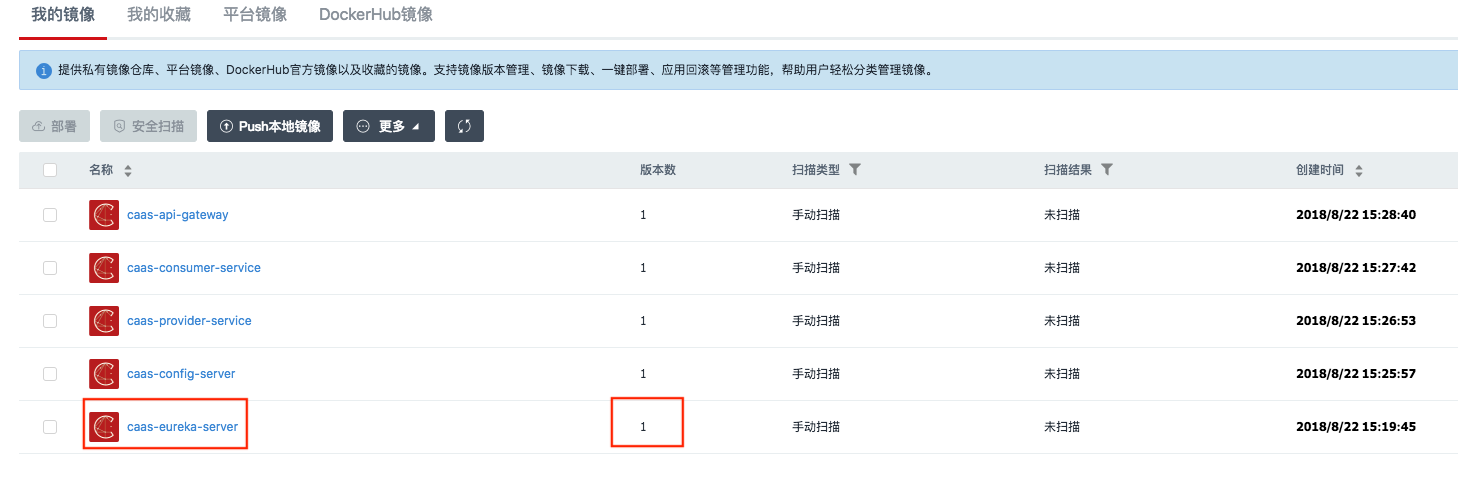 我的镜像 我的收藏 平台镜像 DockerHub镜像
提供私有镜像仓库、平台镜像、DockerHub官方镜像以及收藏的镜像。支持镜像版本管理、镜像下载、一键部署、应用回滚等管理功能，帮助用户轻松分类管理镜像。
部署 安全扫描 Push本地镜像 更多
名称 版本数 扫描类型 扫描结果 创建时间
caas-api-gateway 1 手动扫描 未扫描 2018/8/22 15:28:40
caas-consumer-service 1 手动扫描 未扫描 2018/8/22 15:27:42
caas-provider-service 1 手动扫描 未扫描 2018/8/22 15:26:53
caas-config-server 1 手动扫描 未扫描 2018/8/22 15:25:57
caas-eureka-server 1 手动扫描 未扫描 2018/8/22 15:19:45